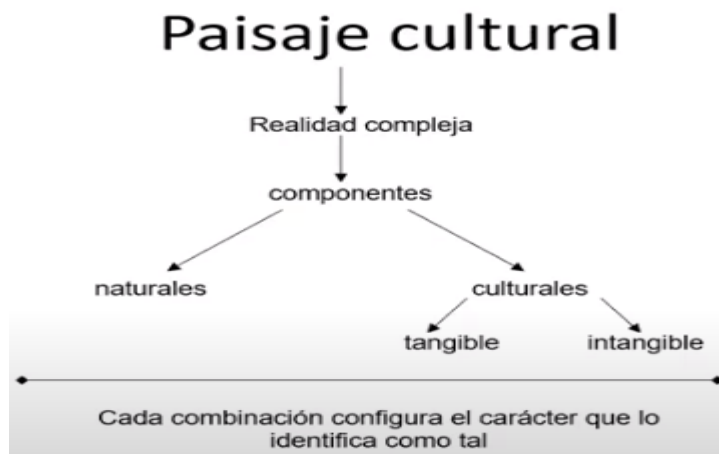 Paisaje cultural
Realidad compleja
componentes
naturales
culturales
tangible
intangible
Cada combinación configura el carácter que lo
identifica como tal